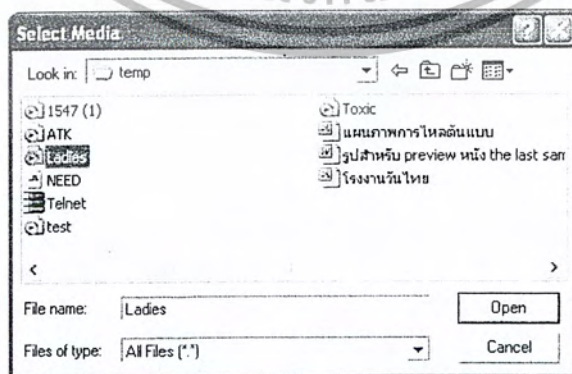 Select Media
Look in: temp
1547 (1)
ATK
Ladies
NEED
Telnet
test
Toxic
แผนภาพการไหลต้นแบบ
รูปสำหรับ preview หนัง the last sam
โรงงานวันไทย
File name: Ladies Open
Files of type: All Files (*.*) Cancel